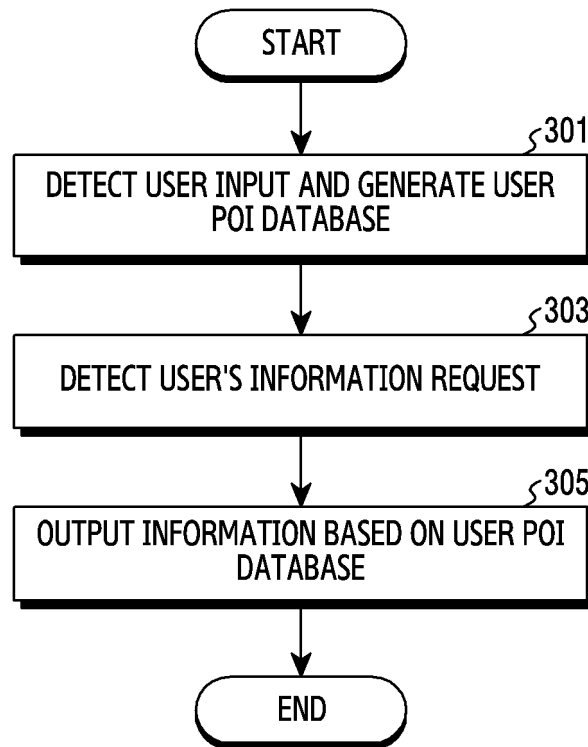 START
301
DETECT USER INPUT AND GENERATE USER
POI DATABASE
303
DETECT USER'S INFORMATION REQUEST
305
OUTPUT INFORMATION BASED ON USER POI
DATABASE
END